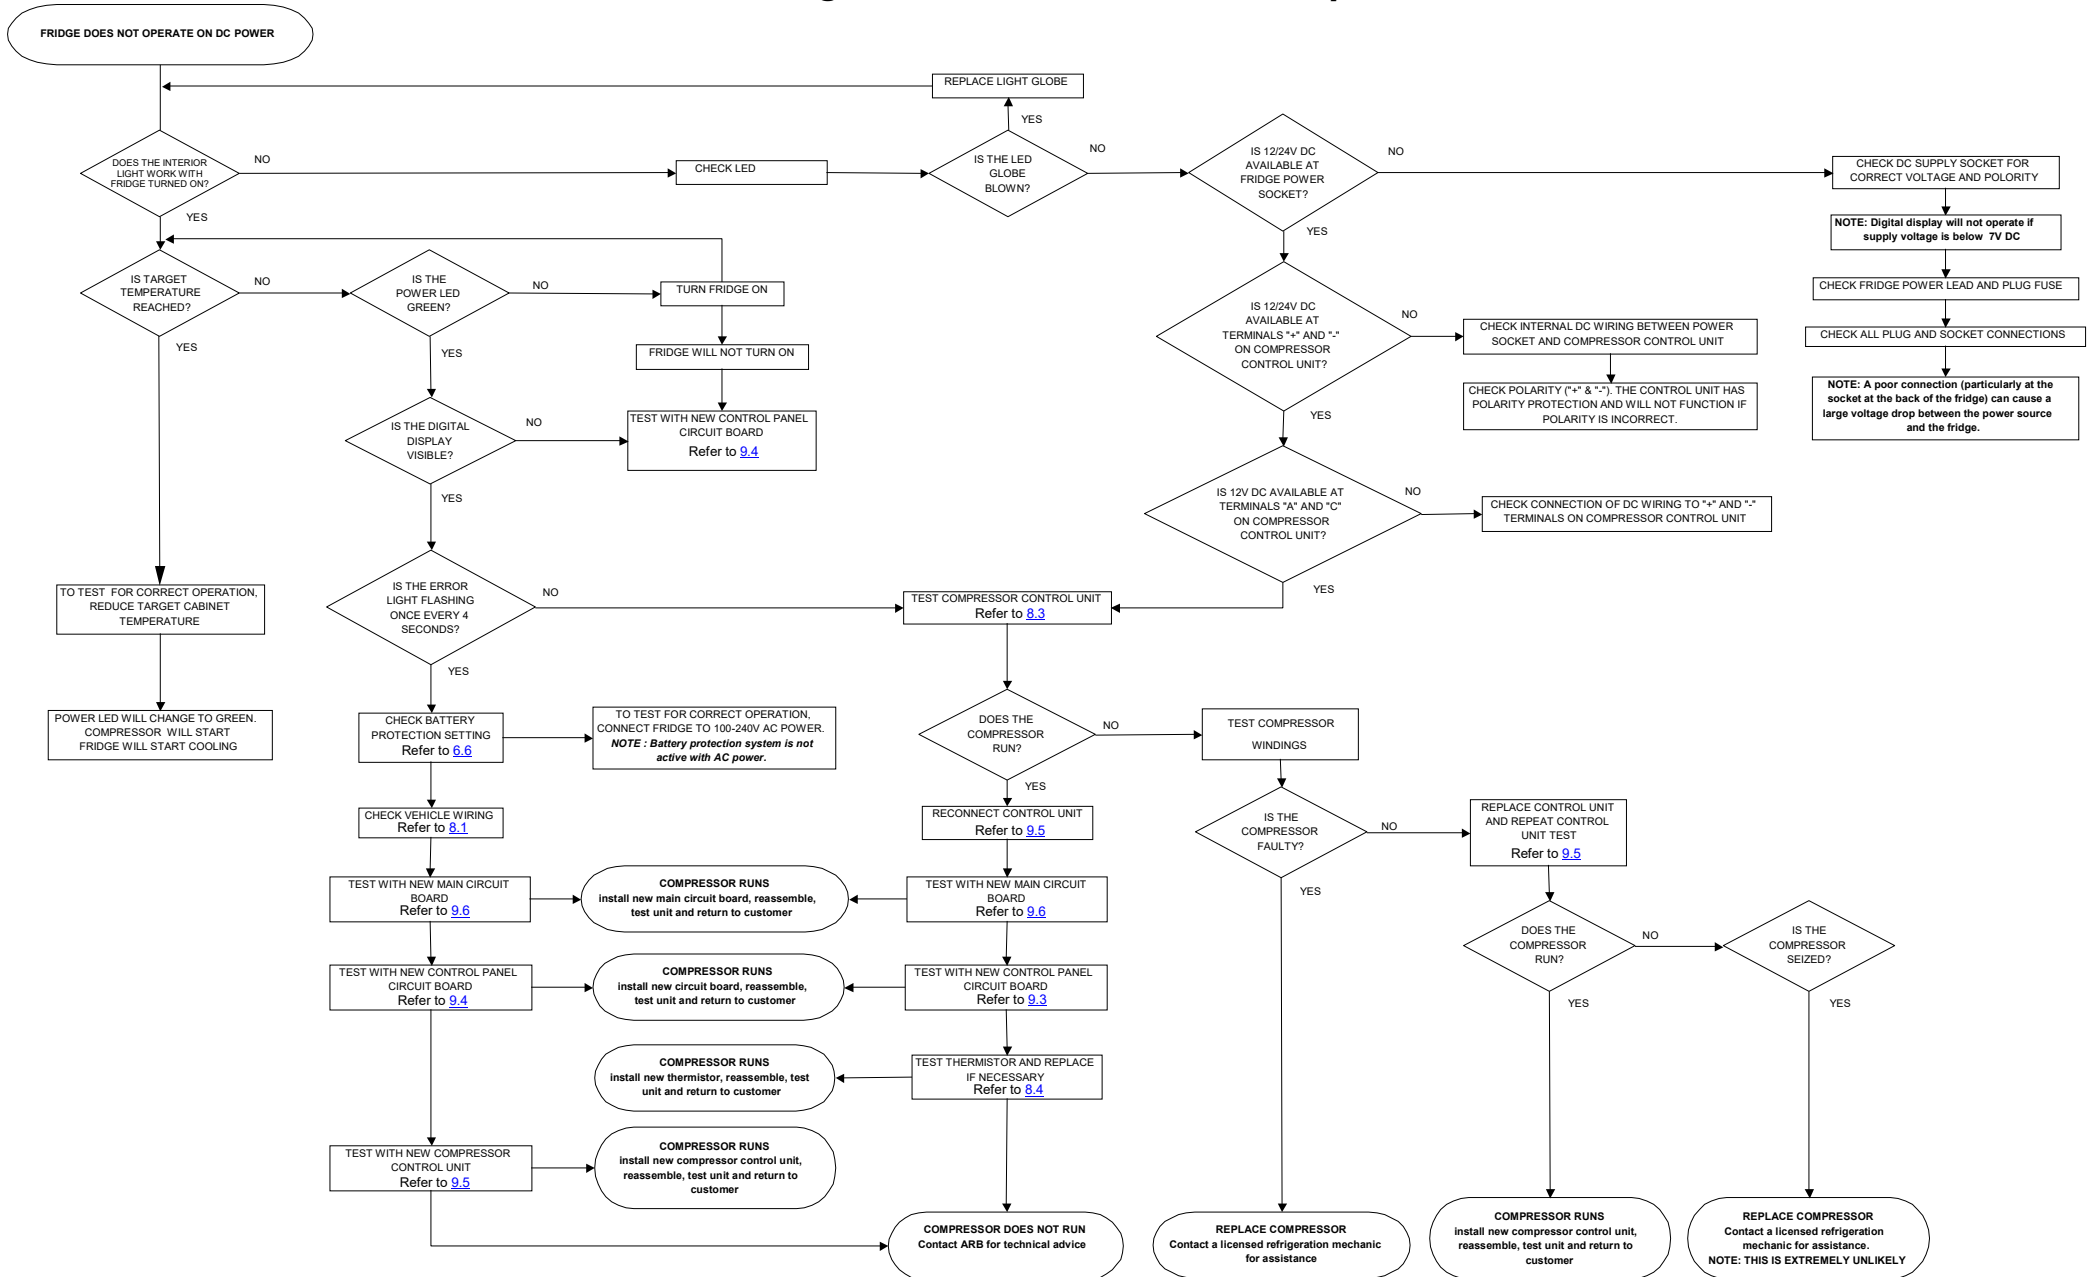 FRIDGE DOES NOT OPERATE ON DC POWER
REPLACE LIGHT GLOBE
YES
DOES THE INTERIOR
LIGHT WORK WITH
FRIDGE TURNED ON?
NO
CHECK LED
IS THE LED
GLOBE
BLOWN?
NO
IS 12/24V DC
AVAILABLE AT
FRIDGE POWER
SOCKET?
NO
CHECK DC SUPPLY SOCKET FOR
CORRECT VOLTAGE AND POLORITY
YES
YES
NOTE: Digital display will not operate if
supply voltage is below 7V DC
CHECK FRIDGE POWER LEAD AND PLUG FUSE
CHECK ALL PLUG AND SOCKET CONNECTIONS
NOTE: A poor connection (particularly at the
socket at the back of the fridge) can cause a
large voltage drop between the power source
and the fridge.
IS TARGET
TEMPERATURE
REACHED?
NO
IS THE
POWER LED
GREEN?
NO
TURN FRIDGE ON
YES
YES
FRIDGE WILL NOT TURN ON
IS 12/24V DC
AVAILABLE AT
TERMINALS "+" AND "-"
ON COMPRESSOR
CONTROL UNIT?
NO
CHECK INTERNAL DC WIRING BETWEEN POWER
SOCKET AND COMPRESSOR CONTROL UNIT
CHECK POLARITY ("+" & "-"). THE CONTROL UNIT HAS
POLARITY PROTECTION AND WILL NOT FUNCTION IF
POLARITY IS INCORRECT.
YES
IS THE DIGITAL
DISPLAY
VISIBLE?
NO
TEST WITH NEW CONTROL PANEL
CIRCUIT BOARD
Refer to 9.4
YES
IS 12V DC AVAILABLE AT
TERMINALS "A" AND "C"
ON COMPRESSOR
CONTROL UNIT?
NO
CHECK CONNECTION OF DC WIRING TO "+" AND "-"
TERMINALS ON COMPRESSOR CONTROL UNIT
YES
TO TEST FOR CORRECT OPERATION,
REDUCE TARGET CABINET
TEMPERATURE
IS THE ERROR
LIGHT FLASHING
ONCE EVERY 4
SECONDS?
NO
TEST COMPRESSOR CONTROL UNIT
Refer to 8.3
YES
POWER LED WILL CHANGE TO GREEN.
COMPRESSOR WILL START
FRIDGE WILL START COOLING
CHECK BATTERY
PROTECTION SETTING
Refer to 6.6
TO TEST FOR CORRECT OPERATION,
CONNECT FRIDGE TO 100-240V AC POWER.
NOTE : Battery protection system is not
active with AC power.
DOES THE
COMPRESSOR
RUN?
NO
TEST COMPRESSOR
WINDINGS
YES
CHECK VEHICLE WIRING
Refer to 8.1
RECONNECT CONTROL UNIT
Refer to 9.5
IS THE
COMPRESSOR
FAULTY?
NO
REPLACE CONTROL UNIT
AND REPEAT CONTROL
UNIT TEST
Refer to 9.5
YES
TEST WITH NEW MAIN CIRCUIT
BOARD
Refer to 9.6
COMPRESSOR RUNS
install new main circuit board, reassemble,
test unit and return to customer
TEST WITH NEW MAIN CIRCUIT
BOARD
Refer to 9.6
DOES THE
COMPRESSOR
RUN?
NO
IS THE
COMPRESSOR
SEIZED?
YES
YES
TEST WITH NEW CONTROL PANEL
CIRCUIT BOARD
Refer to 9.4
COMPRESSOR RUNS
install new circuit board, reassemble,
test unit and return to customer
TEST WITH NEW CONTROL PANEL
CIRCUIT BOARD
Refer to 9.3
COMPRESSOR RUNS
install new thermistor, reassemble, test
unit and return to customer
TEST THERMISTOR AND REPLACE
IF NECESSARY
Refer to 8.4
TEST WITH NEW COMPRESSOR
CONTROL UNIT
Refer to 9.5
COMPRESSOR RUNS
install new compressor control unit,
reassemble, test unit and return to
customer
COMPRESSOR DOES NOT RUN
Contact ARB for technical advice
REPLACE COMPRESSOR
Contact a licensed refrigeration mechanic
for assistance
COMPRESSOR RUNS
install new compressor control unit,
reassemble, test unit and return to
customer
REPLACE COMPRESSOR
Contact a licensed refrigeration
mechanic for assistance.
NOTE: THIS IS EXTREMELY UNLIKELY